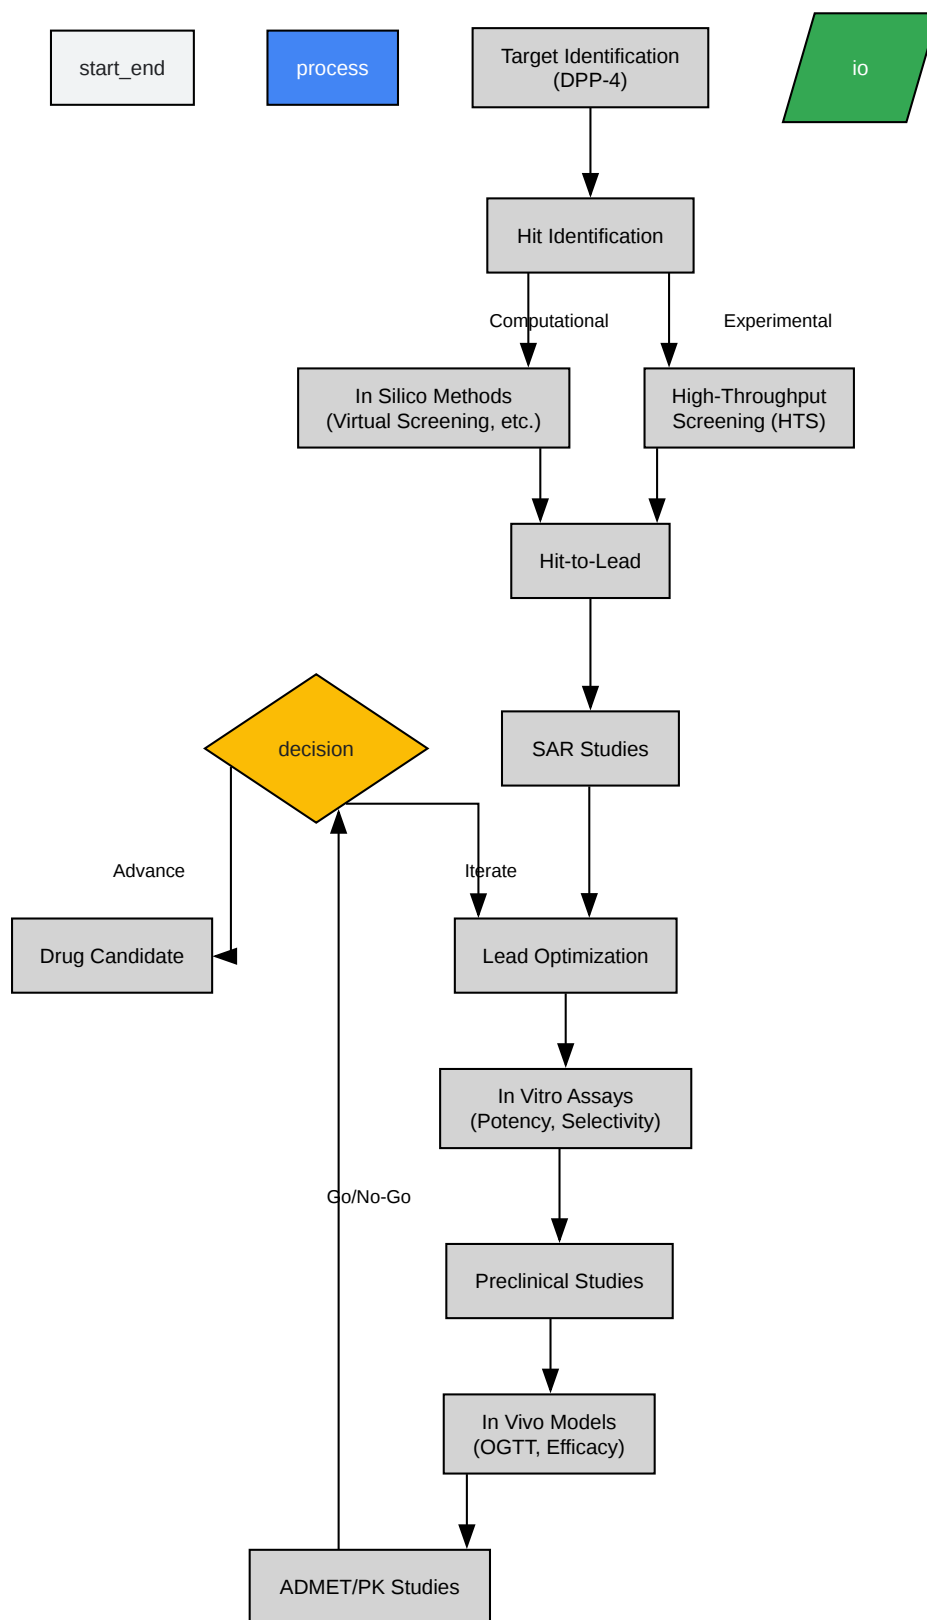 start_end
process
Target Identification
(DPP-4)
io
Hit Identification
Computational
Experimental
In Silico Methods
(Virtual Screening, etc.)
High-Throughput
Screening (HTS)
Hit-to-Lead
SAR Studies
decision
Advance
Iterate
Drug Candidate
Lead Optimization
In Vitro Assays
(Potency, Selectivity)
Go/No-Go
Preclinical Studies
In Vivo Models
(OGTT, Efficacy)
ADMET/PK Studies